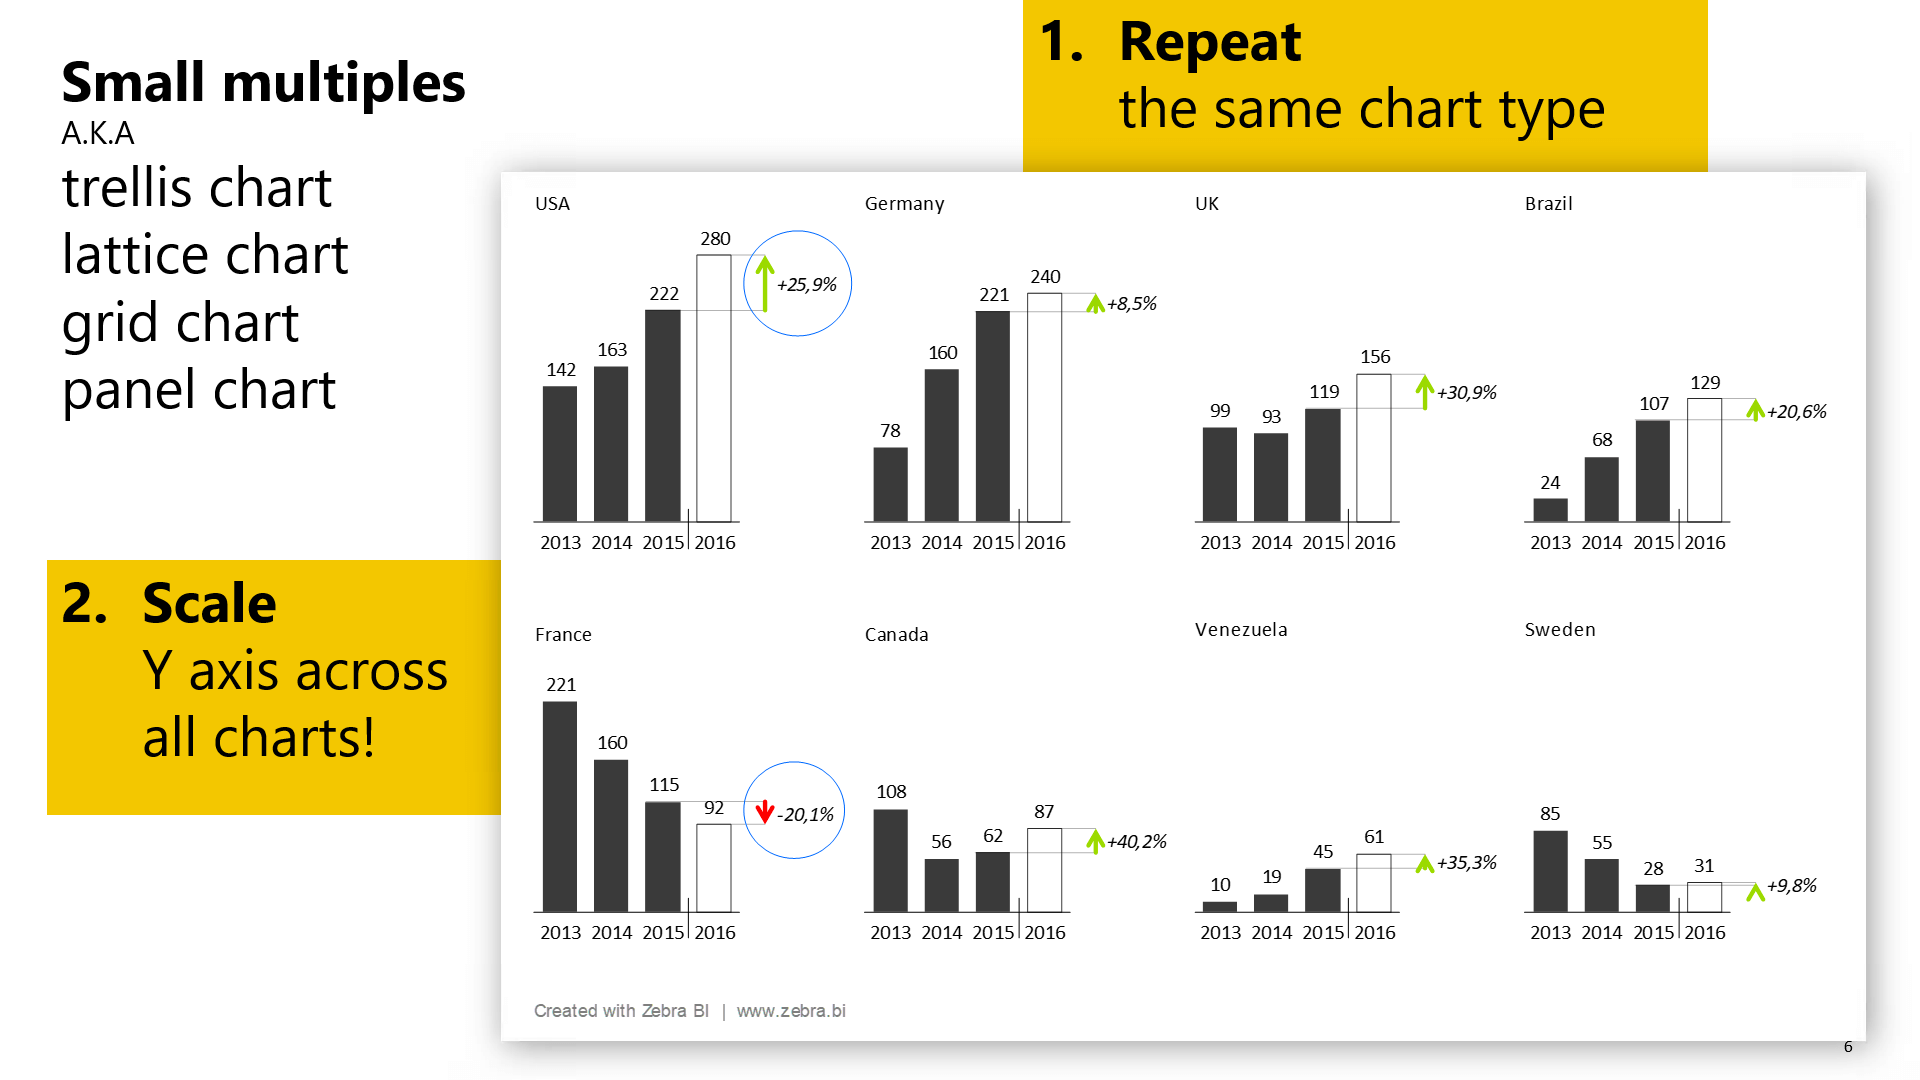 Small multiples
A.K.A
trellis chart
lattice chart
grid chart
panel chart
1. Repeat
the same chart type
2. Scale
Y axis across
all charts!
USA
280
+25,9%
222
163
142
2013 2014 2015 2016
Germany
240
+8,5%
221
160
78
2013 2014 2015 2016
UK
156
+30,9%
119
99
93
2013 2014 2015 2016
Brazil
129
+20,6%
107
68
24
2013 2014 2015 2016
France
221
160
115
92
-20,1%
2013 2014 2015 2016
Canada
108
87
+40,2%
62
56
2013 2014 2015 2016
Venezuela
61
+35,3%
45
19
10
2013 2014 2015 2016
Sweden
85
55
28
31
+9,8%
2013 2014 2015 2016
Created with Zebra BI | www.zebra.bi
6